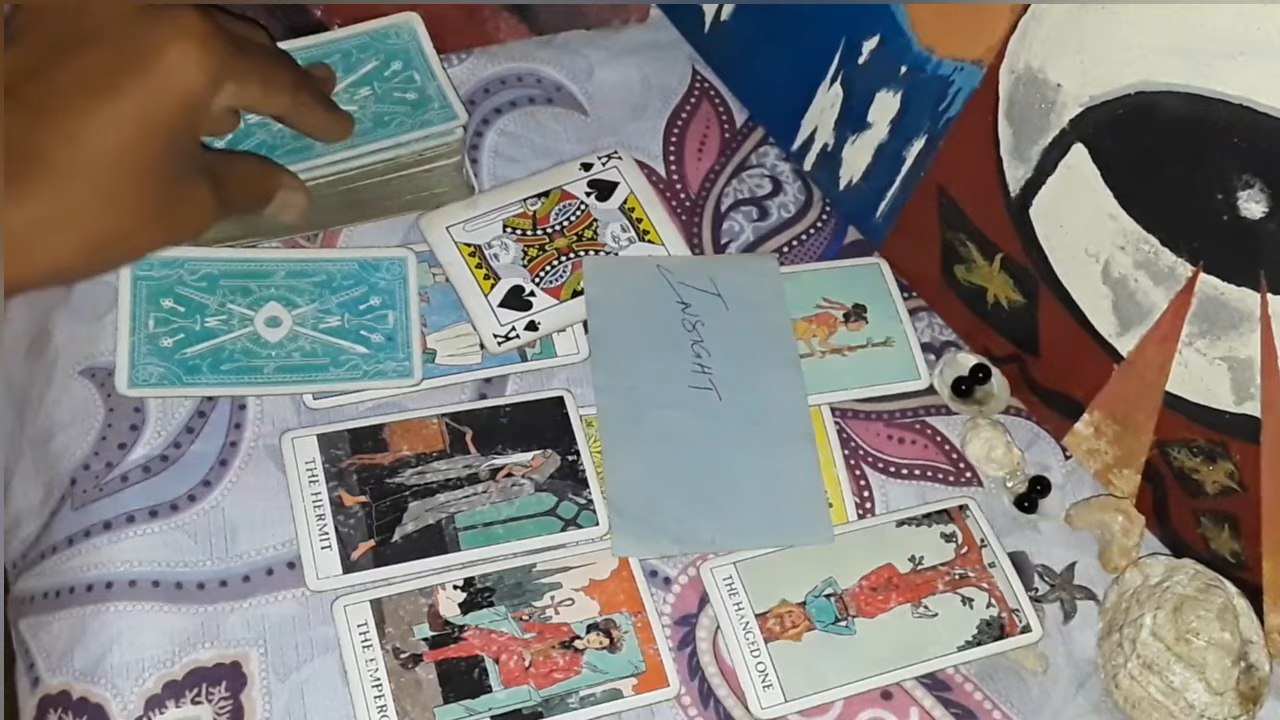 K
K
INSIGHT
THE HERMIT
THE EMPERO
THE HANGED ONE